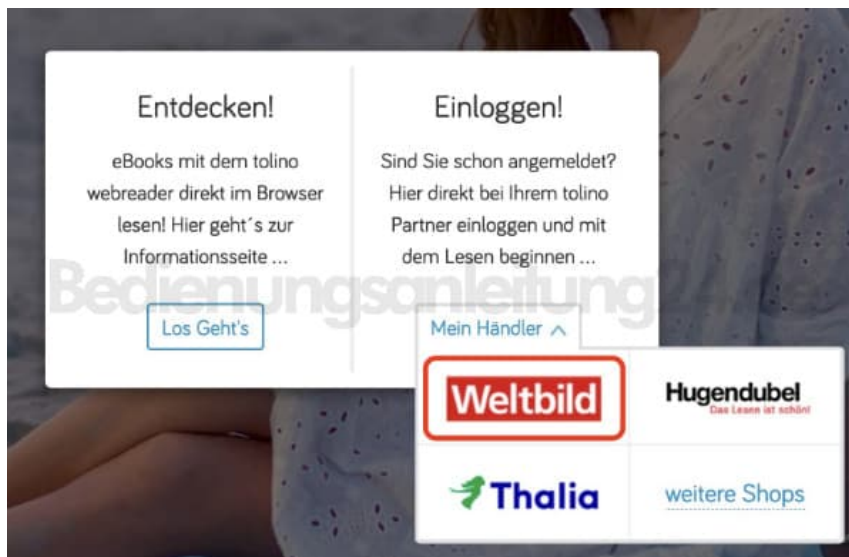 Entdecken!
eBooks mit dem tolino
webreader direkt im Browser
lesen! Hier geht´s zur
Informationsseite ...
Los Geht's
Einloggen!
Sind Sie schon angemeldet?
Hier direkt bei Ihrem tolino
Partner einloggen und mit
dem Lesen beginnen ...
Mein Händler
Weltbild
Hugendubel
Das Lesen ist schön!
Thalia
weitere Shops
Bedienungsanleitung24.de